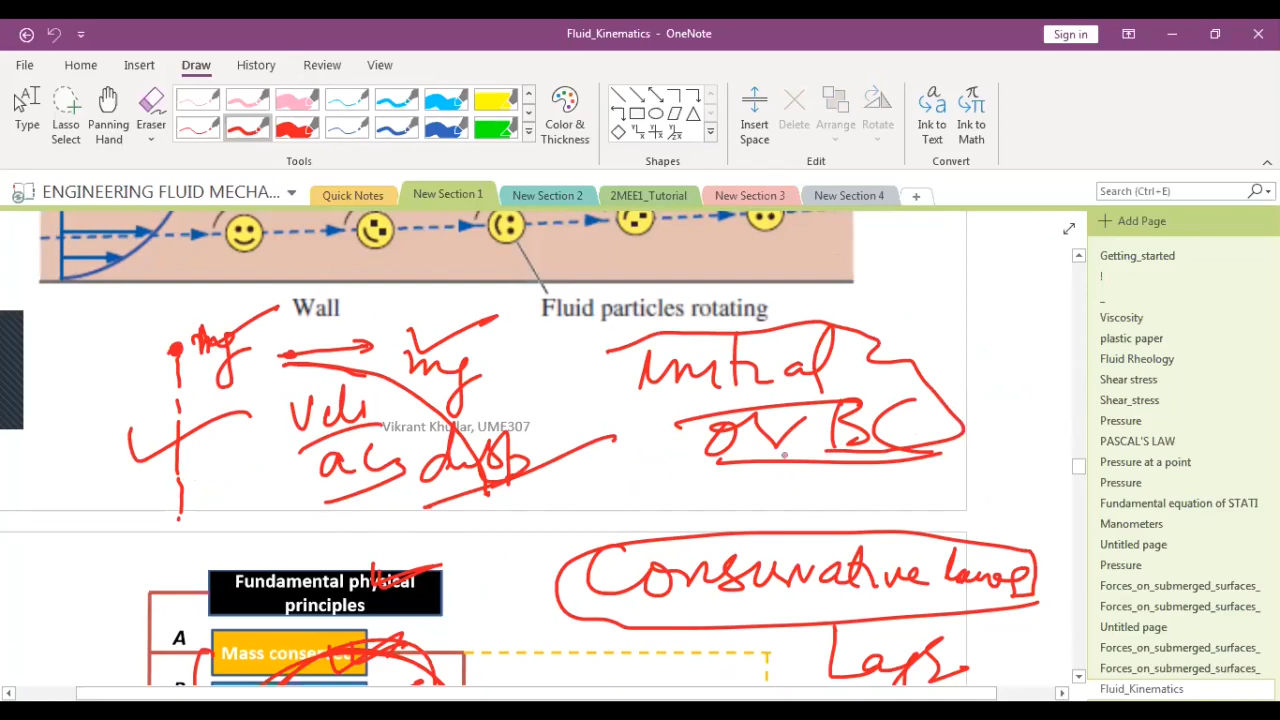 Fluid_Kinematics - OneNote
Sign in
File Home Insert Draw History Review View
Type
Lasso Select
Panning Hand
Eraser
Color & Thickness
Insert Space
Delete
Arrange
Rotate
Ink to Text
Ink to Math
Tools
Shapes
Edit
Convert
ENGINEERING FLUID MECHA...
Quick Notes
New Section 1
New Section 2
2MEE1_Tutorial
New Section 3
New Section 4
Search (Ctrl+E)
Wall
Fluid particles rotating
mg
mg
initial
or BC
Vikrant Khullar, UME307
disp
Conservative laws
Fundamental physical
principles
A
Mass conserved
Add Page
Getting_started
!
_
Viscosity
plastic paper
Fluid Rheology
Shear stress
Shear_stress
Pressure
PASCAL'S LAW
Pressure at a point
Pressure
Fundamental equation of STATI
Manometers
Untitled page
Pressure
Forces_on_submerged_surfaces_
Forces_on_submerged_surfaces_
Untitled page
Forces_on_submerged_surfaces_
Forces_on_submerged_surfaces_
Fluid_Kinematics